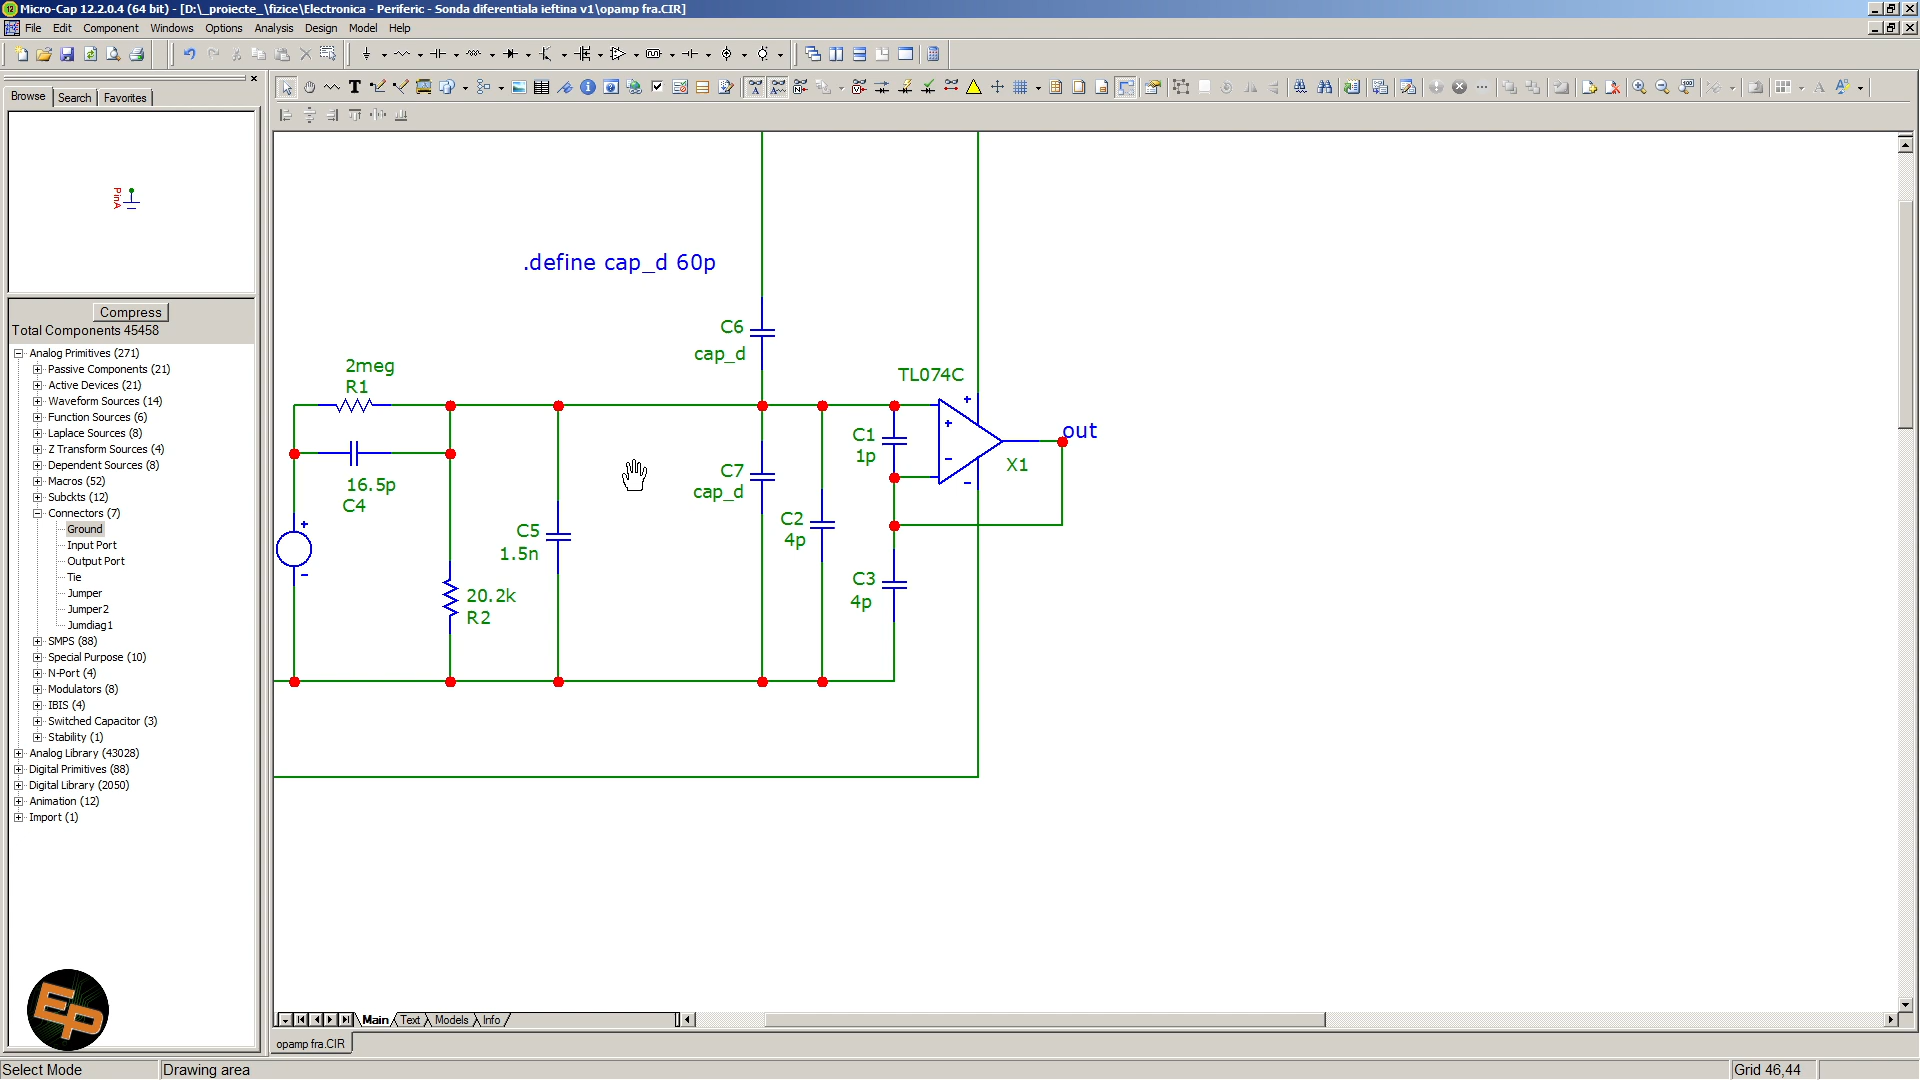 Micro-Cap 12.2.0.4 (64 bit) - [D:\_proiecte_\fizice\Electronica - Periferic - Sonda diferentiala ieftina v1\opamp fra.CIR]
File Edit Component Windows Options Analysis Design Model Help
Browse Search Favorites
PinA
Compress
Total Components 45458
Analog Primitives (271)
Passive Components (21)
Active Devices (21)
Waveform Sources (14)
Function Sources (6)
Laplace Sources (8)
Z Transform Sources (4)
Dependent Sources (8)
Macros (52)
Subckts (12)
Connectors (7)
Ground
Input Port
Output Port
Tie
Jumper
Jumper2
Jumdiag1
SMPS (88)
Special Purpose (10)
N-Port (4)
Modulators (8)
IBIS (4)
Switched Capacitor (3)
Stability (1)
Analog Library (43028)
Digital Primitives (88)
Digital Library (2050)
Animation (12)
Import (1)
EP
.define cap_d 60p
C6
cap_d
2meg
R1
TL074C
out
C1
1p
X1
C7
cap_d
16.5p
C4
C2
4p
C5
1.5n
C3
4p
20.2k
R2
Main Text Models Info
opamp fra.CIR
Select Mode Drawing area Grid 46,44